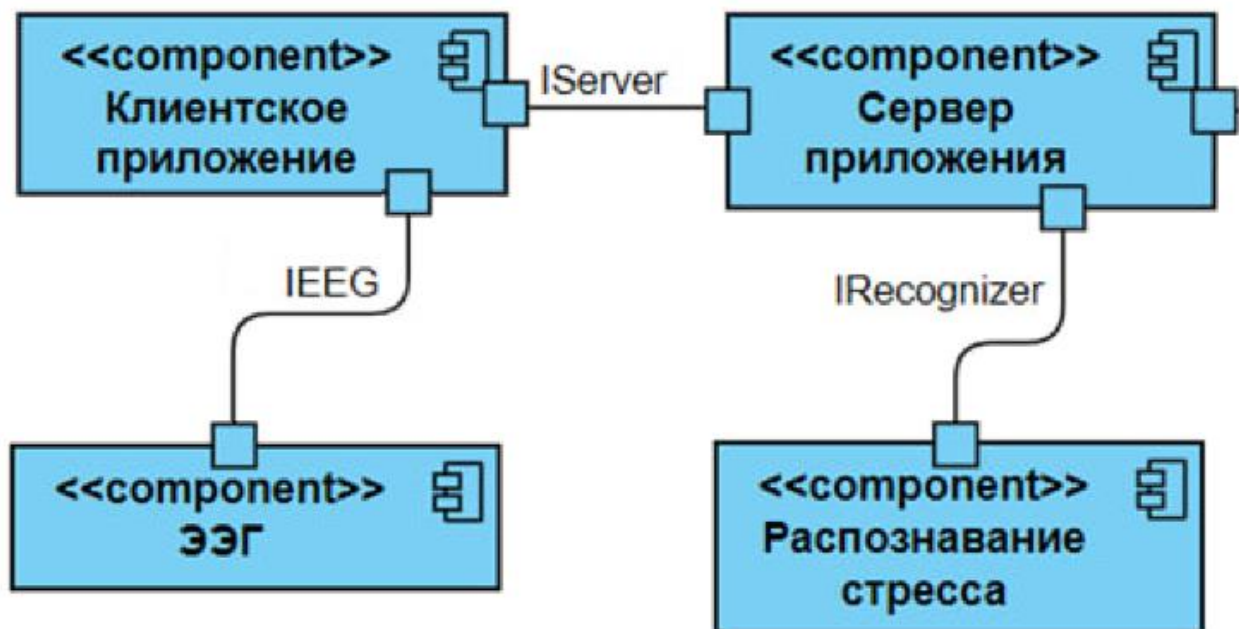 <<component>>
Клиентское
приложение
IServer
<<component>>
Сервер
приложения
IEEG
IRecognizer
<<component>>
ЭЭГ
<<component>>
Распознавание
стресса